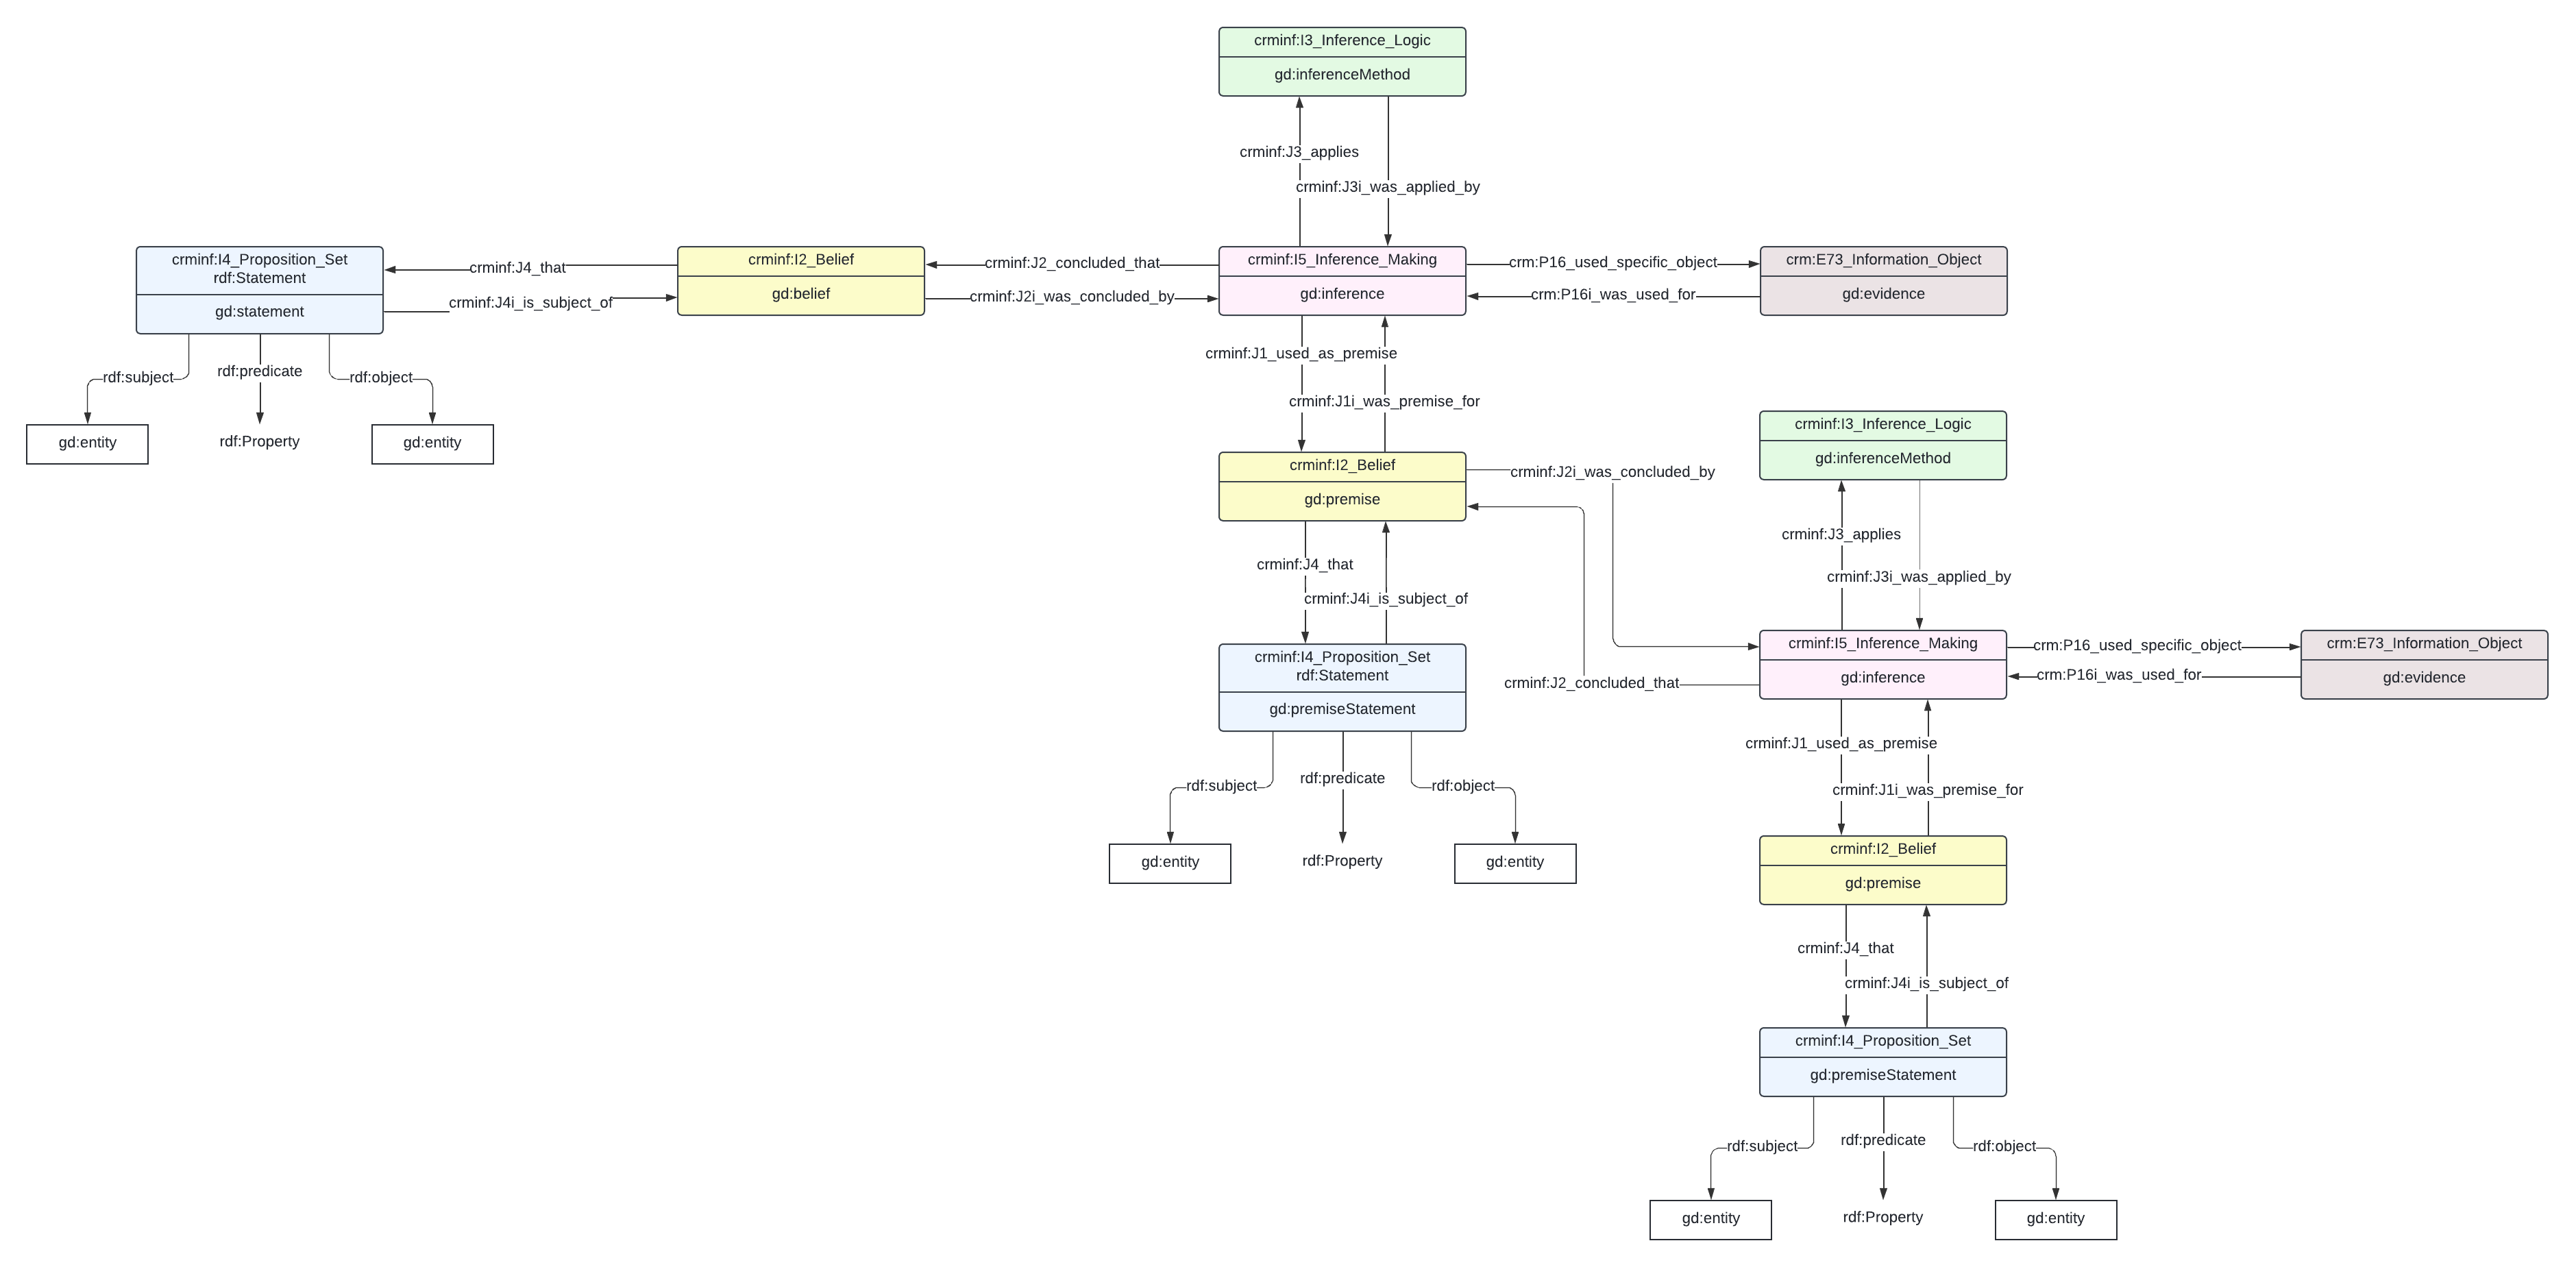 crminf:I3_Inference_Logic
gd:inferenceMethod
crminf:J3_applies
crminf:J3i_was_applied_by
crminf:I4_Proposition_Set
rdf:Statement
gd:statement
crminf:J4_that
crminf:J4i_is_subject_of
crminf:I2_Belief
gd:belief
crminf:J2_concluded_that
crminf:J2i_was_concluded_by
crminf:I5_Inference_Making
gd:inference
crm:P16_used_specific_object
crm:P16i_was_used_for
crm:E73_Information_Object
gd:evidence
rdf:subject
rdf:predicate
rdf:object
gd:entity
rdf:Property
gd:entity
crminf:J1_used_as_premise
crminf:J1i_was_premise_for
crminf:I2_Belief
gd:premise
crminf:J2i_was_concluded_by
crminf:J4_that
crminf:J4i_is_subject_of
crminf:I4_Proposition_Set
rdf:Statement
gd:premiseStatement
crminf:J2_concluded_that
rdf:subject
rdf:predicate
rdf:object
gd:entity
rdf:Property
gd:entity
crminf:I3_Inference_Logic
gd:inferenceMethod
crminf:J3_applies
crminf:J3i_was_applied_by
crminf:I5_Inference_Making
gd:inference
crm:P16_used_specific_object
crm:P16i_was_used_for
crm:E73_Information_Object
gd:evidence
crminf:J1_used_as_premise
crminf:J1i_was_premise_for
crminf:I2_Belief
gd:premise
crminf:J4_that
crminf:J4i_is_subject_of
crminf:I4_Proposition_Set
gd:premiseStatement
rdf:subject
rdf:predicate
rdf:object
gd:entity
rdf:Property
gd:entity